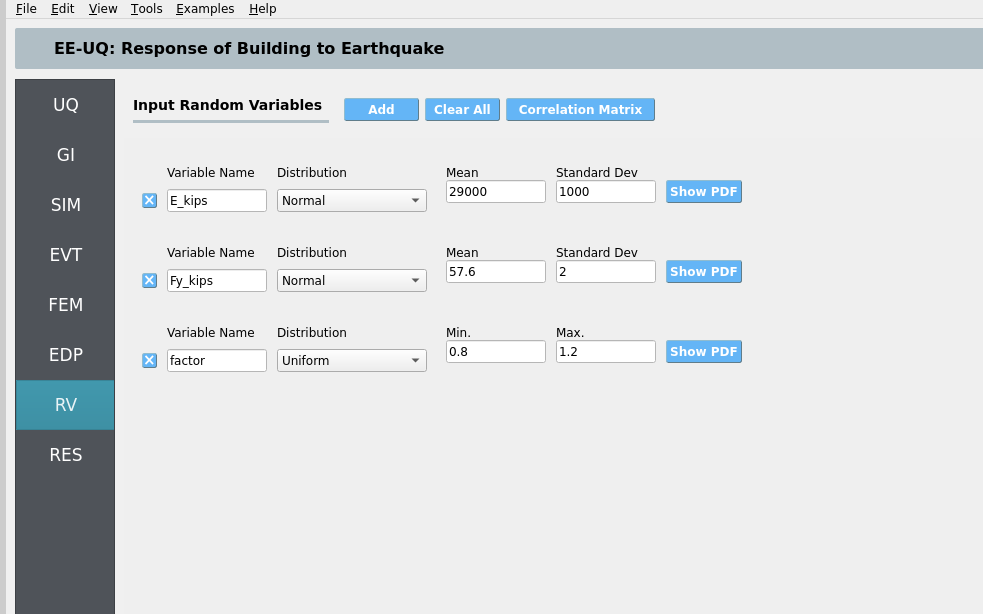 File Edit View Tools Examples Help
EE-UQ: Response of Building to Earthquake
UQ
GI
SIM
EVT
FEM
EDP
RV
RES
Input Random Variables Add Clear All Correlation Matrix
Variable Name Distribution Mean Standard Dev
E_kips Normal 29000 1000 Show PDF
Variable Name Distribution Mean Standard Dev
Fy_kips Normal 57.6 2 Show PDF
Variable Name Distribution Min. Max.
factor Uniform 0.8 1.2 Show PDF